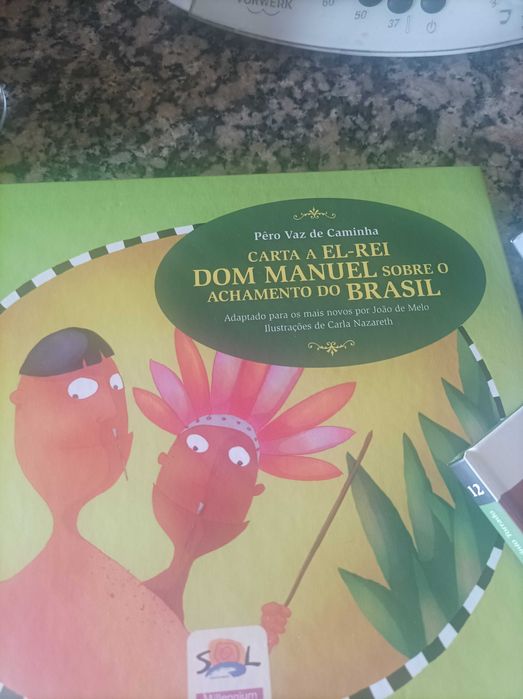 VORWERK
60
50
37
Pêro Vaz de Caminha
CARTA A EL-REI
DOM MANUEL SOBRE O
ACHAMENTO DO BRASIL
Adaptado para os mais novos por João de Melo
Ilustrações de Carla Nazareth
12
SOL
Millennium